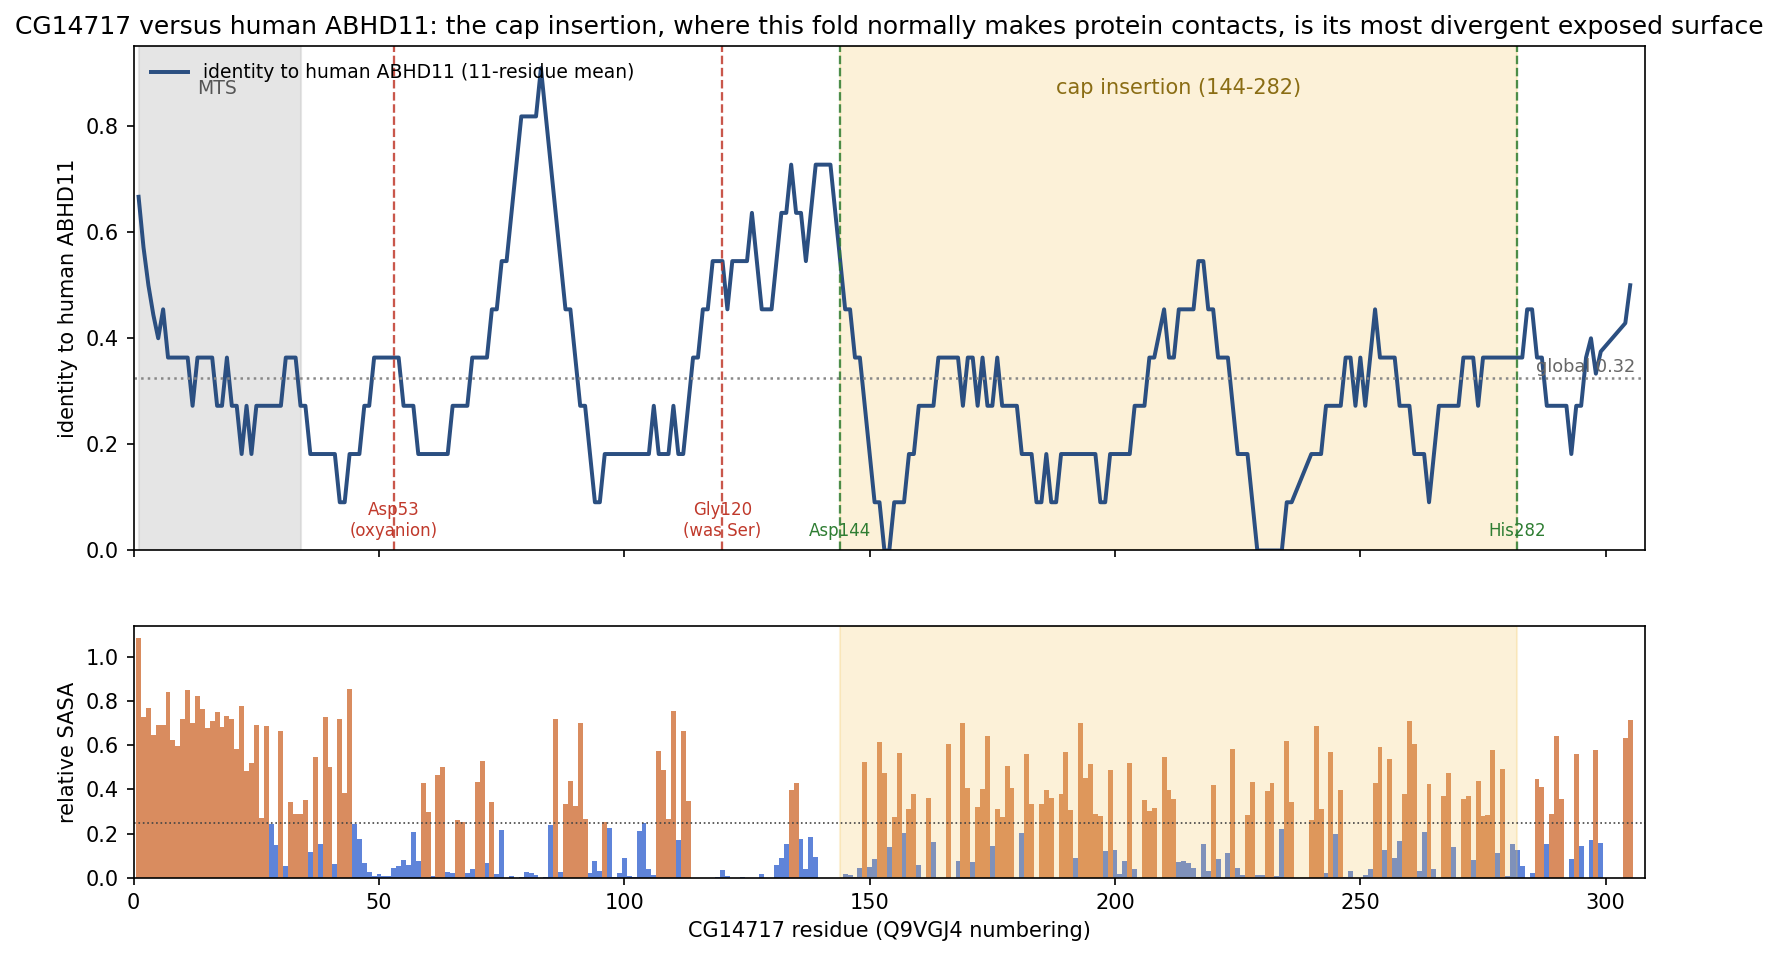 CG14717 versus human ABHD11: the cap insertion, where this fold normally makes protein contacts, is its most divergent exposed surface
identity to human ABHD11 (11-residue mean)
MTS
cap insertion (144-282)
identity to human ABHD11
0.8
0.6
0.4
0.2
0.0
global 0.32
Asp53
(oxyanion)
Gly120
(was Ser)
Asp144
His282
relative SASA
1.0
0.8
0.6
0.4
0.2
0.0
0
50
100
150
200
250
300
CG14717 residue (Q9VGJ4 numbering)